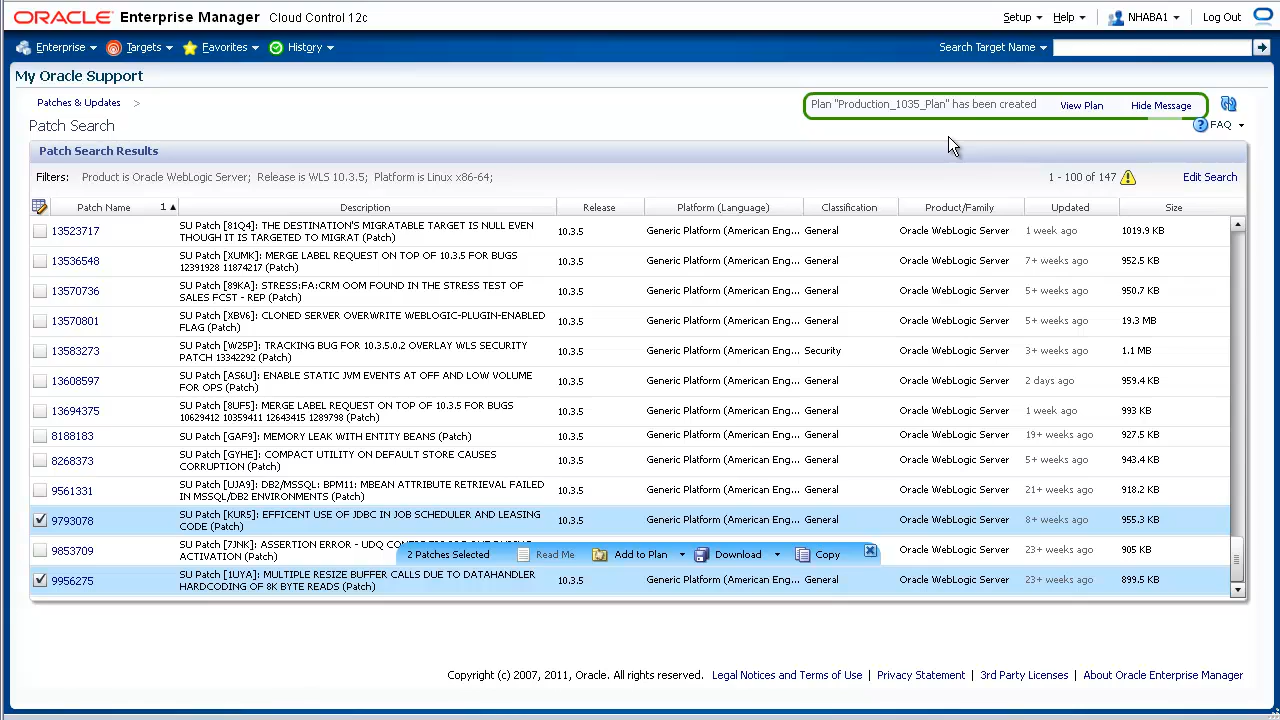 ORACLE Enterprise Manager Cloud Control 12c Setup Help NHABA1 Log Out
Enterprise Targets Favorites History Search Target Name
My Oracle Support
Patches & Updates > Plan "Production_1035_Plan" has been created View Plan Hide Message
Patch Search ? FAQ
Patch Search Results
Filters: Product is Oracle WebLogic Server; Release is WLS 10.3.5; Platform is Linux x86-64; 1 - 100 of 147 Edit Search
Patch Name 1 Description Release Platform (Language) Classification Product/Family Updated Size
13523717 SU Patch [81Q4]: THE DESTINATION'S MIGRATABLE TARGET IS NULL EVEN 10.3.5 Generic Platform (American Eng... General Oracle WebLogic Server 1 week ago 1019.9 KB
THOUGH IT IS TARGETED TO MIGRAT (Patch)
13536548 SU Patch [XUMK]: MERGE LABEL REQUEST ON TOP OF 10.3.5 FOR BUGS 10.3.5 Generic Platform (American Eng... General Oracle WebLogic Server 7+ weeks ago 952.5 KB
12391928 11874217 (Patch)
13570736 SU Patch [89KA]: STRESS:FA:CRM OOM FOUND IN THE STRESS TEST OF 10.3.5 Generic Platform (American Eng... General Oracle WebLogic Server 5+ weeks ago 950.7 KB
SALES FCST - REP (Patch)
13570801 SU Patch [XBV6]: CLONED SERVER OVERWRITE WEBLOGIC-PLUGIN-ENABLED 10.3.5 Generic Platform (American Eng... General Oracle WebLogic Server 5+ weeks ago 19.3 MB
FLAG (Patch)
13583273 SU Patch [W25P]: TRACKING BUG FOR 10.3.5.0.2 OVERLAY WLS SECURITY 10.3.5 Generic Platform (American Eng... Security Oracle WebLogic Server 3+ weeks ago 1.1 MB
PATCH 13342292 (Patch)
13608597 SU Patch [AS6U]: ENABLE STATIC JVM EVENTS AT OFF AND LOW VOLUME 10.3.5 Generic Platform (American Eng... General Oracle WebLogic Server 2 days ago 959.4 KB
FOR OPS (Patch)
13694375 SU Patch [8UF5]: MERGE LABEL REQUEST ON TOP OF 10.3.5 FOR BUGS 10.3.5 Generic Platform (American Eng... General Oracle WebLogic Server 1 week ago 993 KB
10629412 10359411 12643415 1289798 (Patch)
8188183 SU Patch [GAF9]: MEMORY LEAK WITH ENTITY BEANS (Patch) 10.3.5 Generic Platform (American Eng... General Oracle WebLogic Server 19+ weeks ago 927.5 KB
8268373 SU Patch [GYHE]: COMPACT UTILITY ON DEFAULT STORE CAUSES 10.3.5 Generic Platform (American Eng... General Oracle WebLogic Server 5+ weeks ago 943.4 KB
CORRUPTION (Patch)
9561331 SU Patch [UJA9]: DB2/MSSQL: BPM11: MBEAN ATTRIBUTE RETRIEVAL FAILED 10.3.5 Generic Platform (American Eng... General Oracle WebLogic Server 21+ weeks ago 918.2 KB
IN MSSQL/DB2 ENVIRONMENTS (Patch)
9793078 SU Patch [KUR5]: EFFICENT USE OF JDBC IN JOB SCHEDULER AND LEASING 10.3.5 Generic Platform (American Eng... General Oracle WebLogic Server 8+ weeks ago 955.3 KB
CODE (Patch)
9853709 SU Patch [7JNK]: ASSERTION ERROR - UDQ 10.3.5 Generic Platform (American Eng... General Oracle WebLogic Server 23+ weeks ago 905 KB
ACTIVATION (Patch)
2 Patches Selected Read Me Add to Plan Download Copy
9956275 SU Patch [1UYA]: MULTIPLE RESIZE BUFFER CALLS DUE TO DATAHANDLER 10.3.5 Generic Platform (American Eng... General Oracle WebLogic Server 23+ weeks ago 899.5 KB
HARDCODING OF 8K BYTE READS (Patch)
Copyright (c) 2007, 2011, Oracle. All rights reserved. Legal Notices and Terms of Use | Privacy Statement | 3rd Party Licenses | About Oracle Enterprise Manager